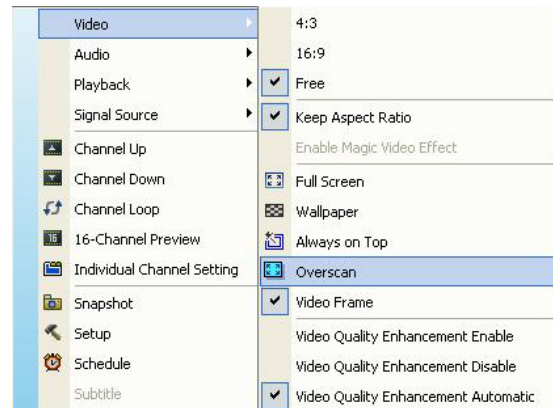 Video
Audio
Playback
Signal Source
Channel Up
Channel Down
Channel Loop
16
16-Channel Preview
Individual Channel Setting
Snapshot
Setup
Schedule
Subtitle
4:3
16:9
Free
Keep Aspect Ratio
Enable Magic Video Effect
Full Screen
Wallpaper
Always on Top
Overscan
Video Frame
Video Quality Enhancement Enable
Video Quality Enhancement Disable
Video Quality Enhancement Automatic